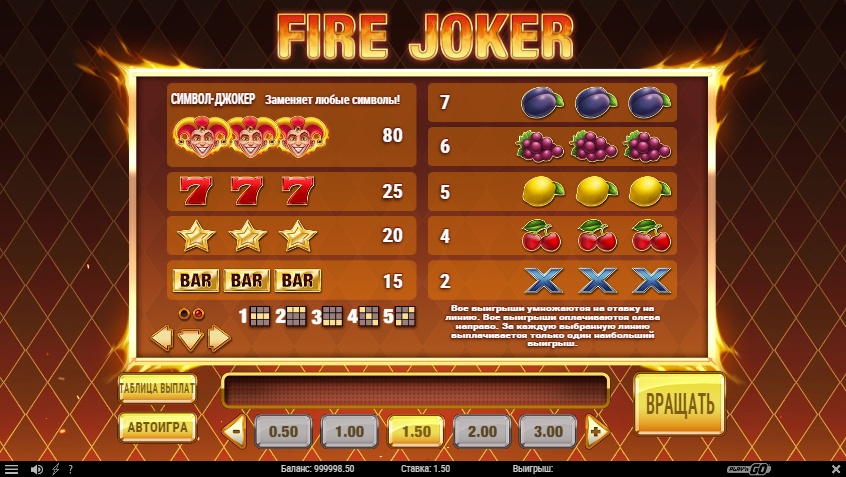 FIRE JOKER
СИМВОЛ-ДЖОКЕР Заменяет любые символы!
80
7 7 7 25
20
BAR BAR BAR 15
7
6
5
4
2
1 2 3 4 5
Все выигрыши умножаются на ставку на
линию. Все выигрыши оплачиваются слева
направо. За каждую выбранную линию
выплачивается только один наибольший
выигрыш.
ТАБЛИЦА ВЫПЛАТ
АВТОИГРА
- 0.50 1.00 1.50 2.00 3.00 +
ВРАЩАТЬ
? Баланс: 999998.50 Ставка: 1.50 Выигрыш: PLAY'N GO